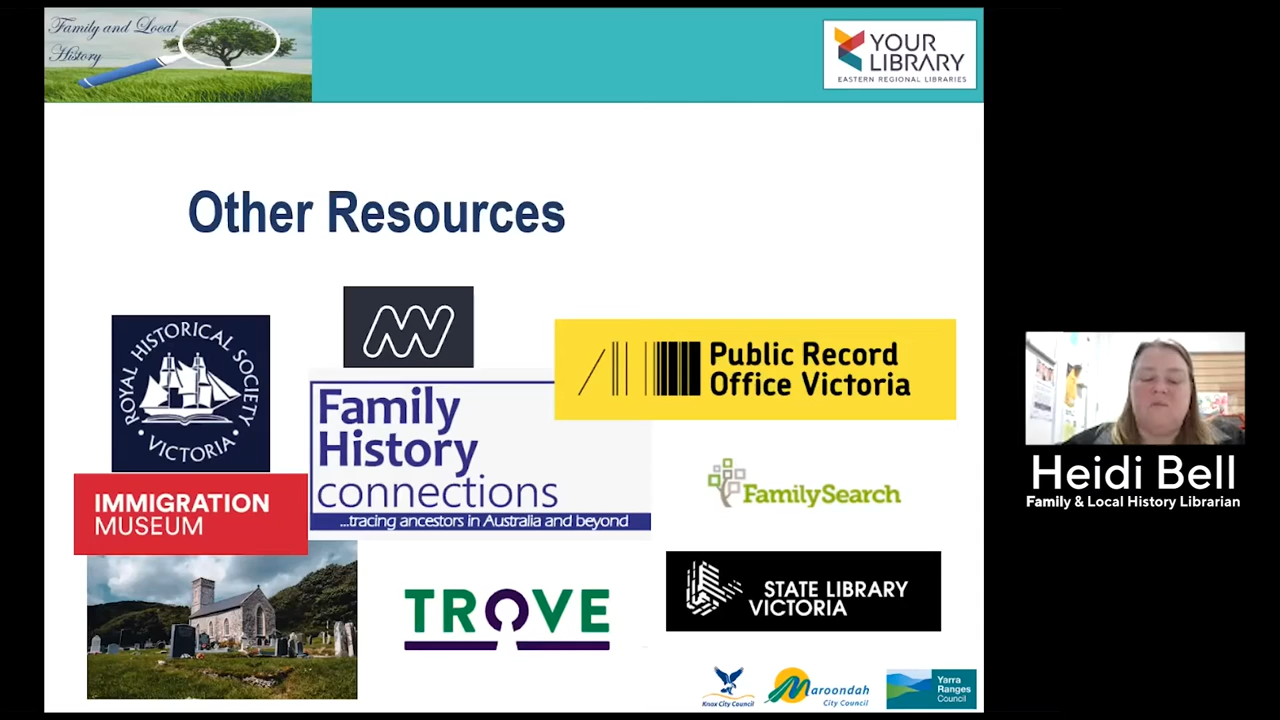 Family and Local
History
YOUR
LIBRARY
EASTERN REGIONAL LIBRARIES
Other Resources
ROYAL HISTORICAL SOCIETY
• VICTORIA •
Public Record
Office Victoria
Family
History
connections
...tracing ancestors in Australia and beyond
FamilySearch
IMMIGRATION
MUSEUM
Heidi Bell
Family & Local History Librarian
TROVE
STATE LIBRARY
VICTORIA
Knox City Council
Maroondah
City Council
Yarra
Ranges
Council